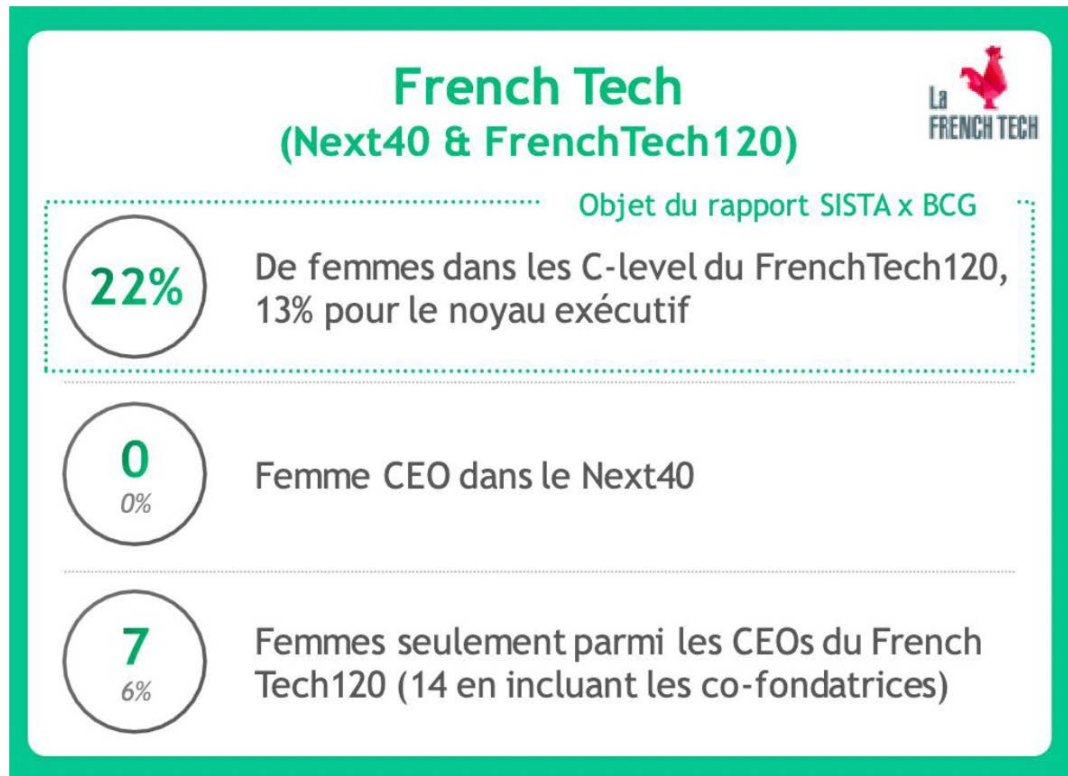 French Tech
(Next40 & FrenchTech120)
La
FRENCH TECH
Objet du rapport SISTA x BCG
22%
De femmes dans les C-level du FrenchTech120,
13% pour le noyau exécutif
0
0%
Femme CEO dans le Next40
7
6%
Femmes seulement parmi les CEOs du French
Tech120 (14 en incluant les co-fondatrices)